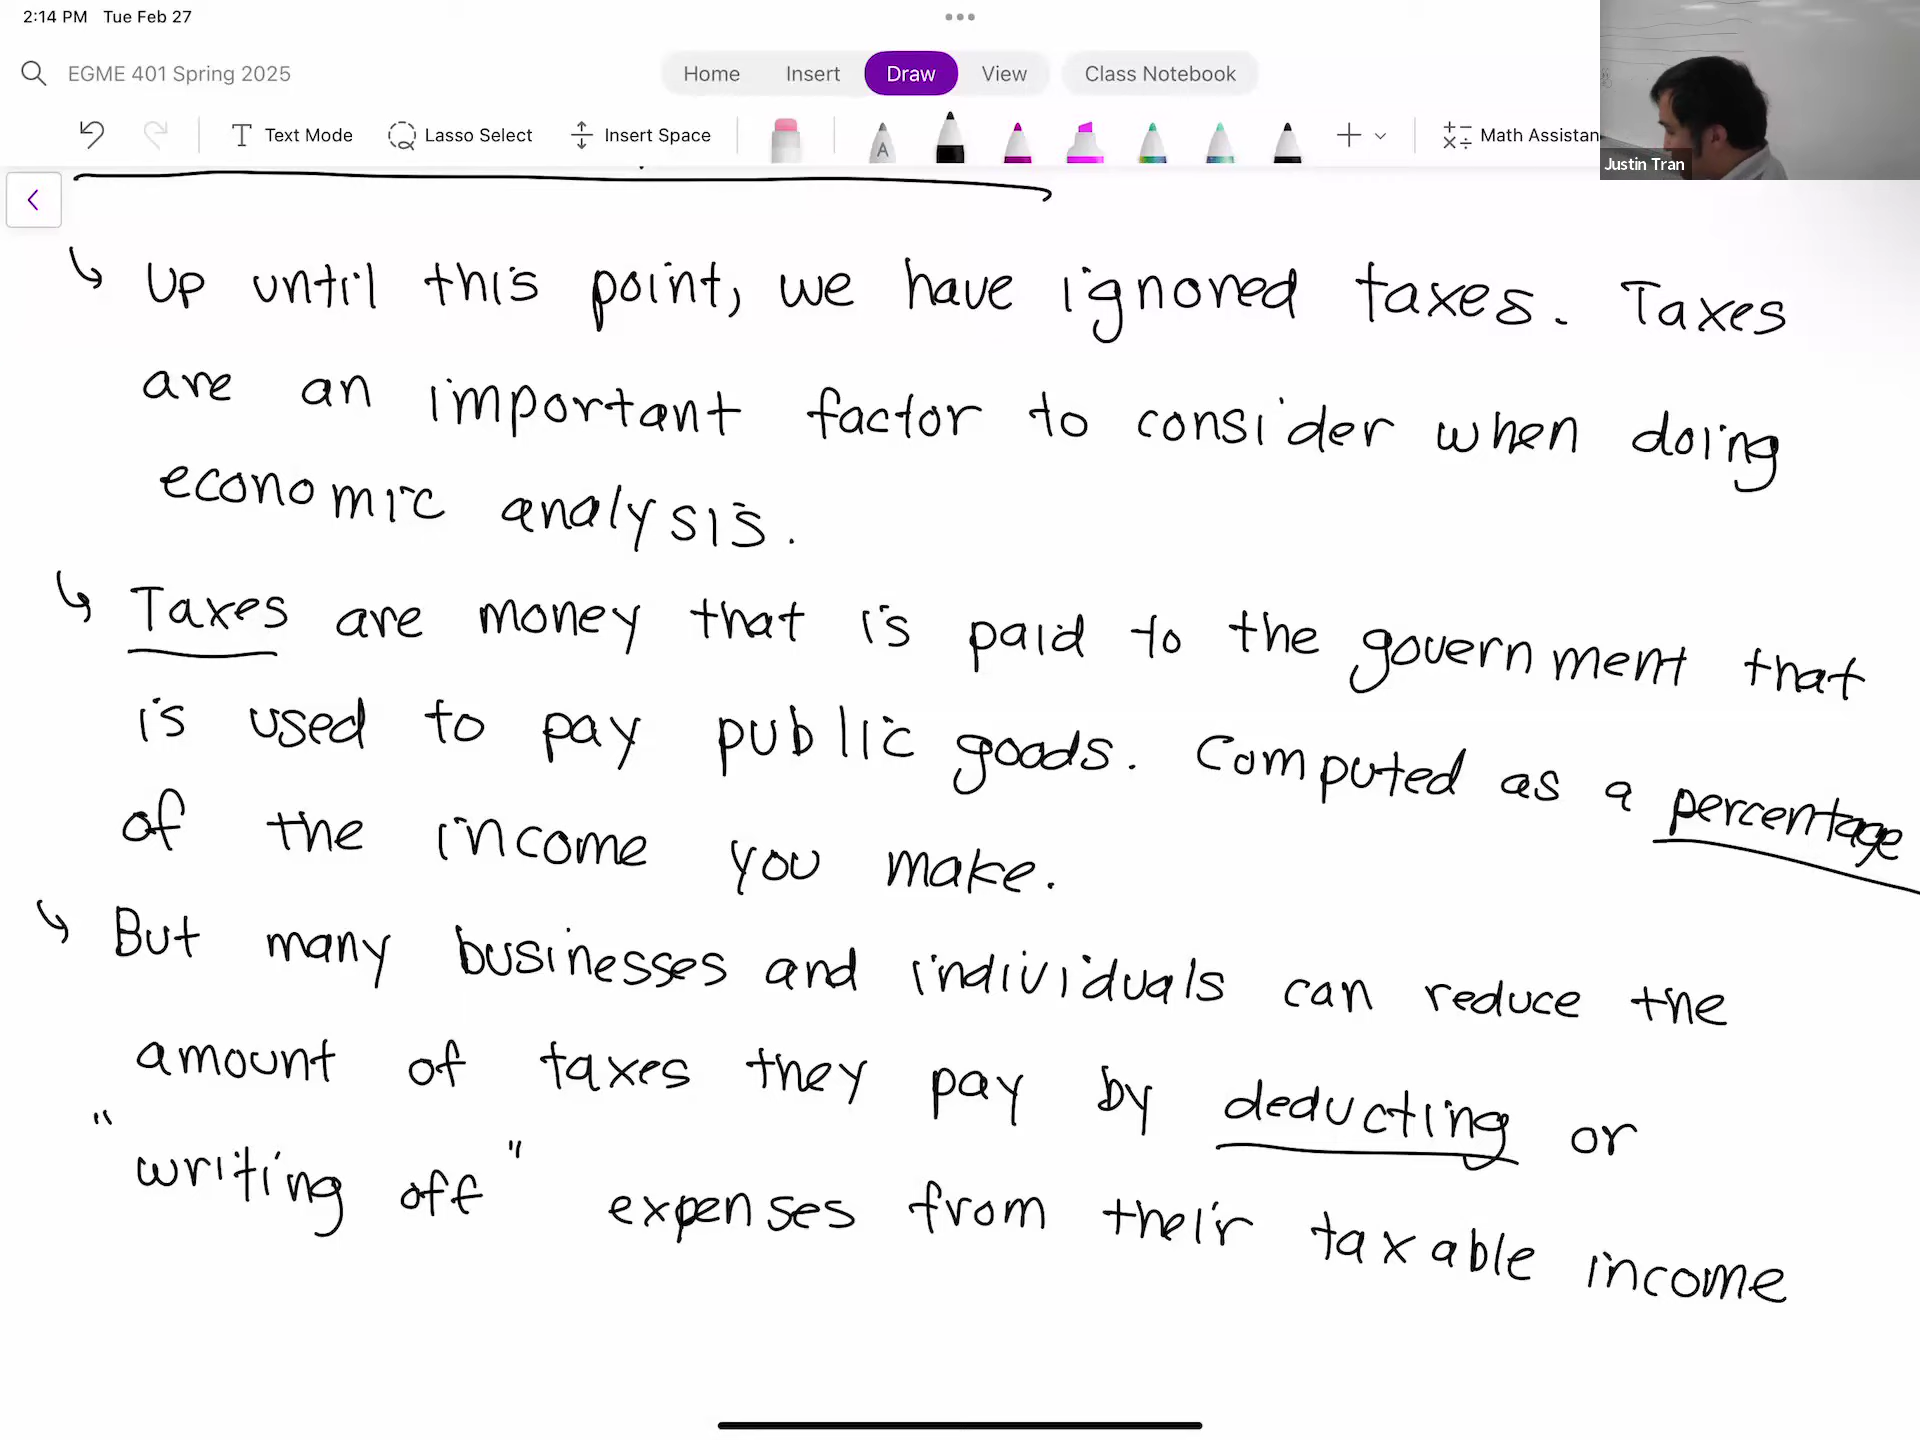 2:14 PM Tue Feb 27
EGME 401 Spring 2025
Home Insert Draw View Class Notebook
Text Mode Lasso Select Insert Space A Math Assistan
Justin Tran
Up until this point, we have ignored taxes. Taxes
are an important factor to consider when doing
economic analysis.
Taxes are money that is paid to the government that
is used to pay public goods. Computed as a percentage
of the income you make.
But many businesses and individuals can reduce the
amount of taxes they pay by deducting or
"writing off" expenses from their taxable income